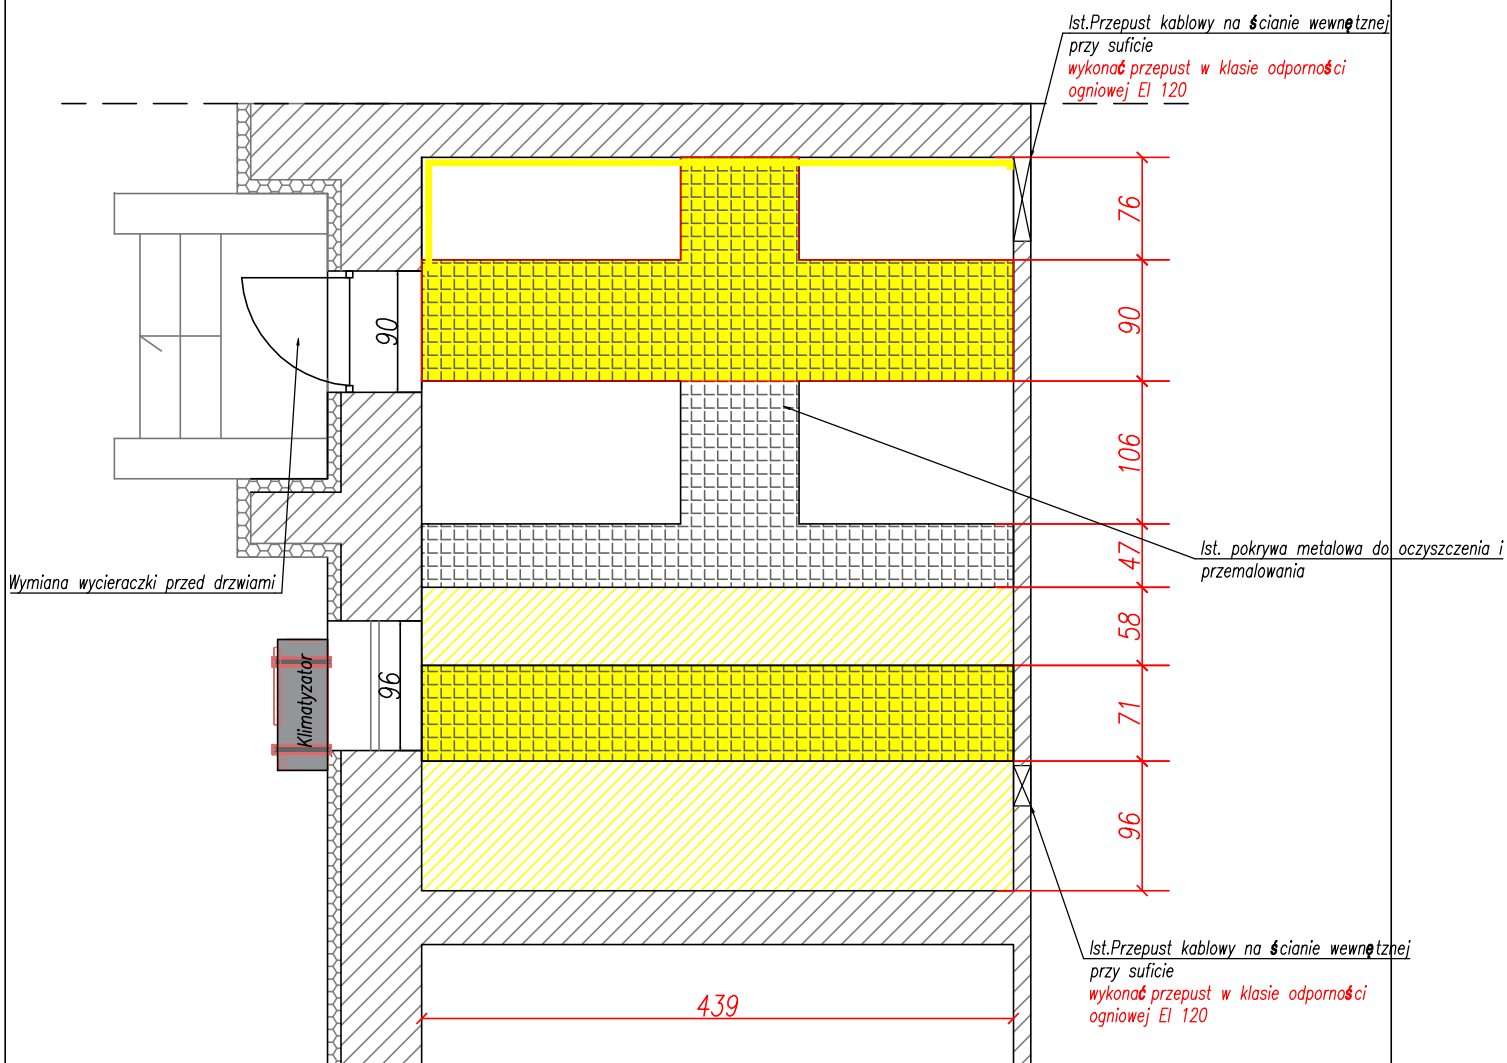 Ist.Przepust kablowy na ścianie wewnętznej
przy suficie
wykonać przepust w klasie odporności
ogniowej EI 120
76
90
90
106
Ist. pokrywa metalowa do oczyszczenia i
przemalowania
47
Wymiana wycieraczki przed drzwiami
58
Klimatyzator
96
71
96
Ist.Przepust kablowy na ścianie wewnętznej
przy suficie
wykonać przepust w klasie odporności
ogniowej EI 120
439